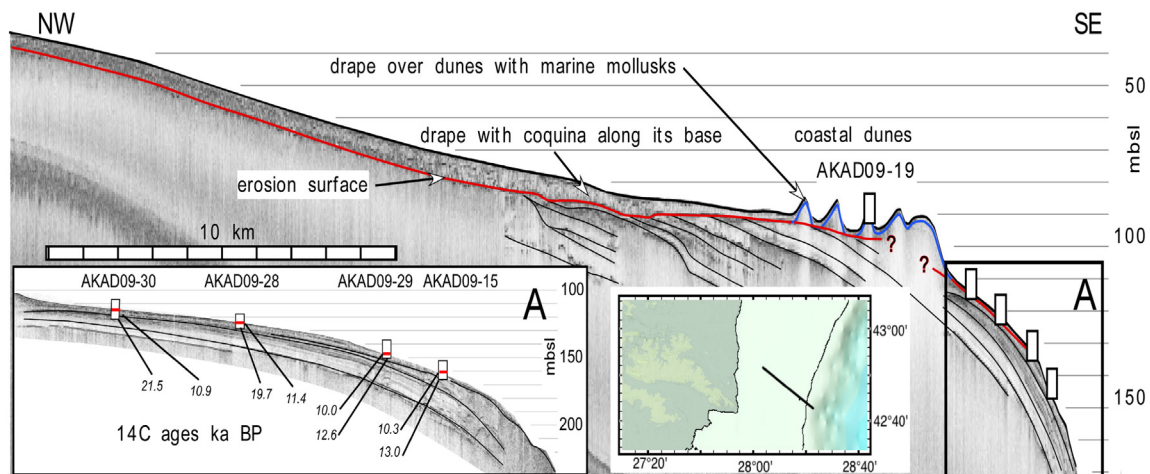 NW
SE
drape over dunes with marine mollusks
50
drape with coquina along its base
coastal dunes
mbsl
AKAD09-19
erosion surface
10 km
100
?
?
AKAD09-30
AKAD09-28
AKAD09-29
AKAD09-15
100
A
A
mbsl
150
21.5
10.9
19.7
11.4
10.0
12.6
10.3
13.0
14C ages ka BP
200
43°00'
42°40'
27°20'
28°00'
28°40'
150